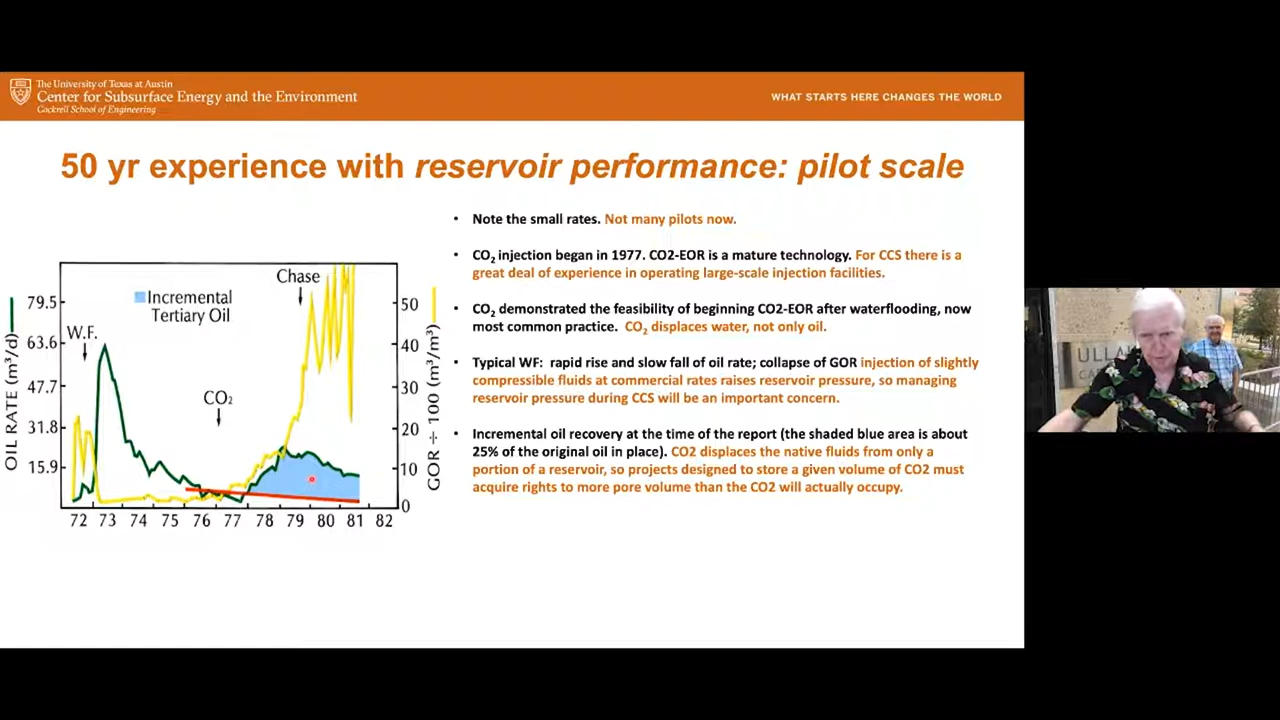 The University of Texas at Austin
Center for Subsurface Energy and the Environment
Cockrell School of Engineering
WHAT STARTS HERE CHANGES THE WORLD
50 yr experience with reservoir performance: pilot scale
• Note the small rates. Not many pilots now.
• CO₂ injection began in 1977. CO2-EOR is a mature technology. For CCS there is a
great deal of experience in operating large-scale injection facilities.
• CO₂ demonstrated the feasibility of beginning CO2-EOR after waterflooding, now
most common practice. CO₂ displaces water, not only oil.
• Typical WF: rapid rise and slow fall of oil rate; collapse of GOR injection of slightly
compressible fluids at commercial rates raises reservoir pressure, so managing
reservoir pressure during CCS will be an important concern.
• Incremental oil recovery at the time of the report (the shaded blue area is about
25% of the original oil in place). CO2 displaces the native fluids from only a
portion of a reservoir, so projects designed to store a given volume of CO2 must
acquire rights to more pore volume than the CO2 will actually occupy.
OIL RATE (m³/d)
79.5
63.6
47.7
31.8
15.9
W.F.
Incremental
Tertiary Oil
CO₂
Chase
50
40
30
20
10
0
GOR ÷ 100 (m³/m³)
72 73 74 75 76 77 78 79 80 81 82
ULLA